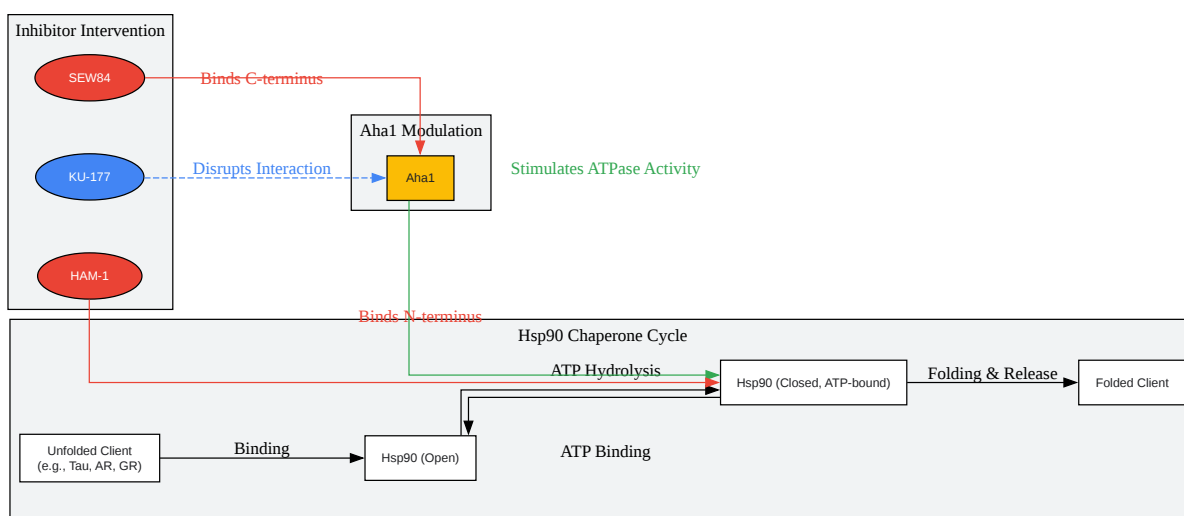 Inhibitor Intervention
SEW84
Binds C-terminus
Aha1 Modulation
KU-177
Disrupts Interaction
Aha1
Stimulates ATPase Activity
HAM-1
Binds N-terminus
Hsp90 Chaperone Cycle
ATP Hydrolysis
Hsp90 (Closed, ATP-bound)
Folding & Release
Folded Client
Unfolded Client
(e.g., Tau, AR, GR)
Binding
Hsp90 (Open)
ATP Binding